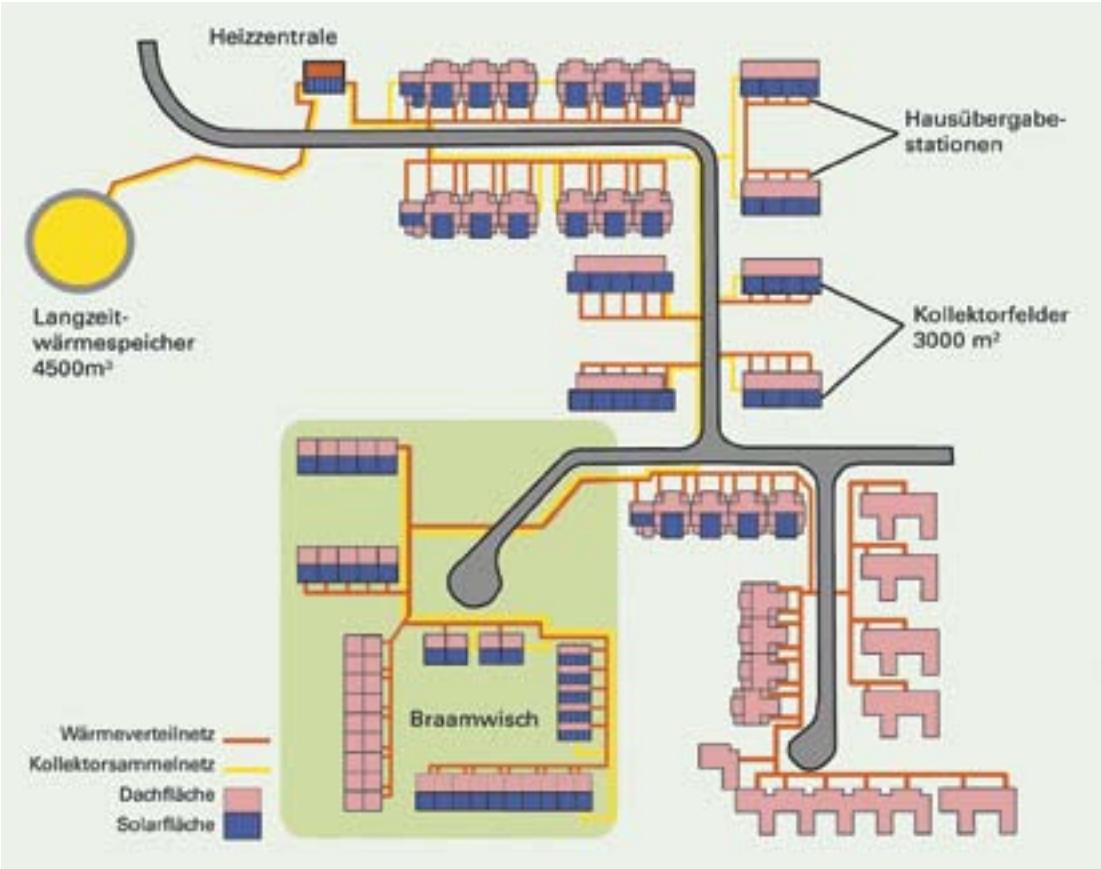 Heizzentrale
Hausübergabe-
stationen
Langzeit-
wärmespeicher
4500m³
Kollektorfelder
3000 m²
Braamwisch
Wärmeverteilnetz
Kollektorsammelnetz
Dachfläche
Solarfläche